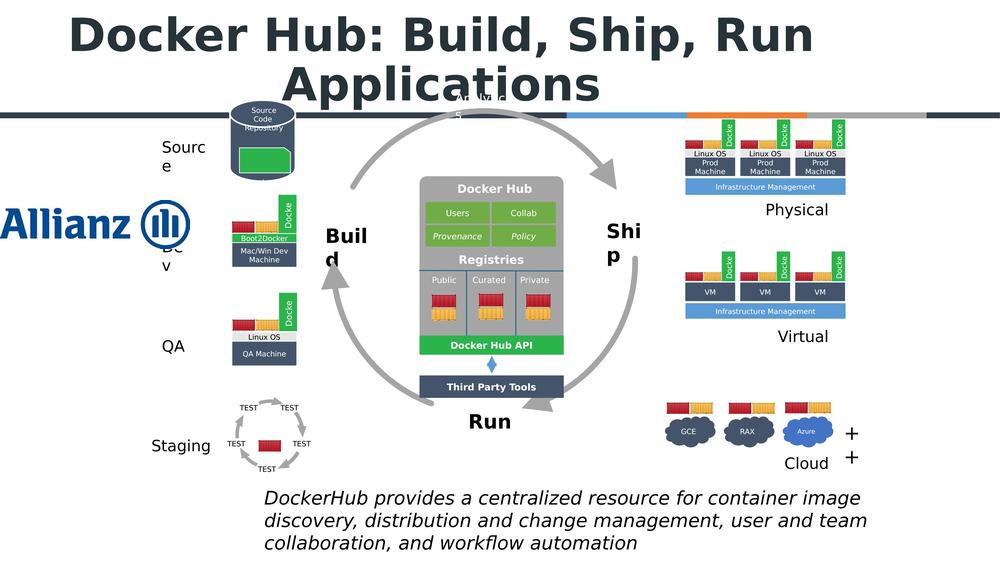 Docker Hub: Build, Ship, Run
Applications
Source
Code
Repository
Sourc
e
Allianz
De
v
Docke
Boot2Docker
Mac/Win Dev
Machine
QA
Docke
Linux OS
QA Machine
Staging
TEST
TEST
TEST
TEST
TEST
Buil
d
Docker Hub
Users
Collab
Provenance
Policy
Registries
Public
Curated
Private
Docker Hub API
Third Party Tools
Run
Shi
p
Docke
Docke
Docke
Linux OS
Linux OS
Linux OS
Prod
Machine
Prod
Machine
Prod
Machine
Infrastructure Management
Physical
Docke
Docke
Docke
VM
VM
VM
Infrastructure Management
Virtual
GCE
RAX
Azure
+
+
Cloud
DockerHub provides a centralized resource for container image
discovery, distribution and change management, user and team
collaboration, and workflow automation